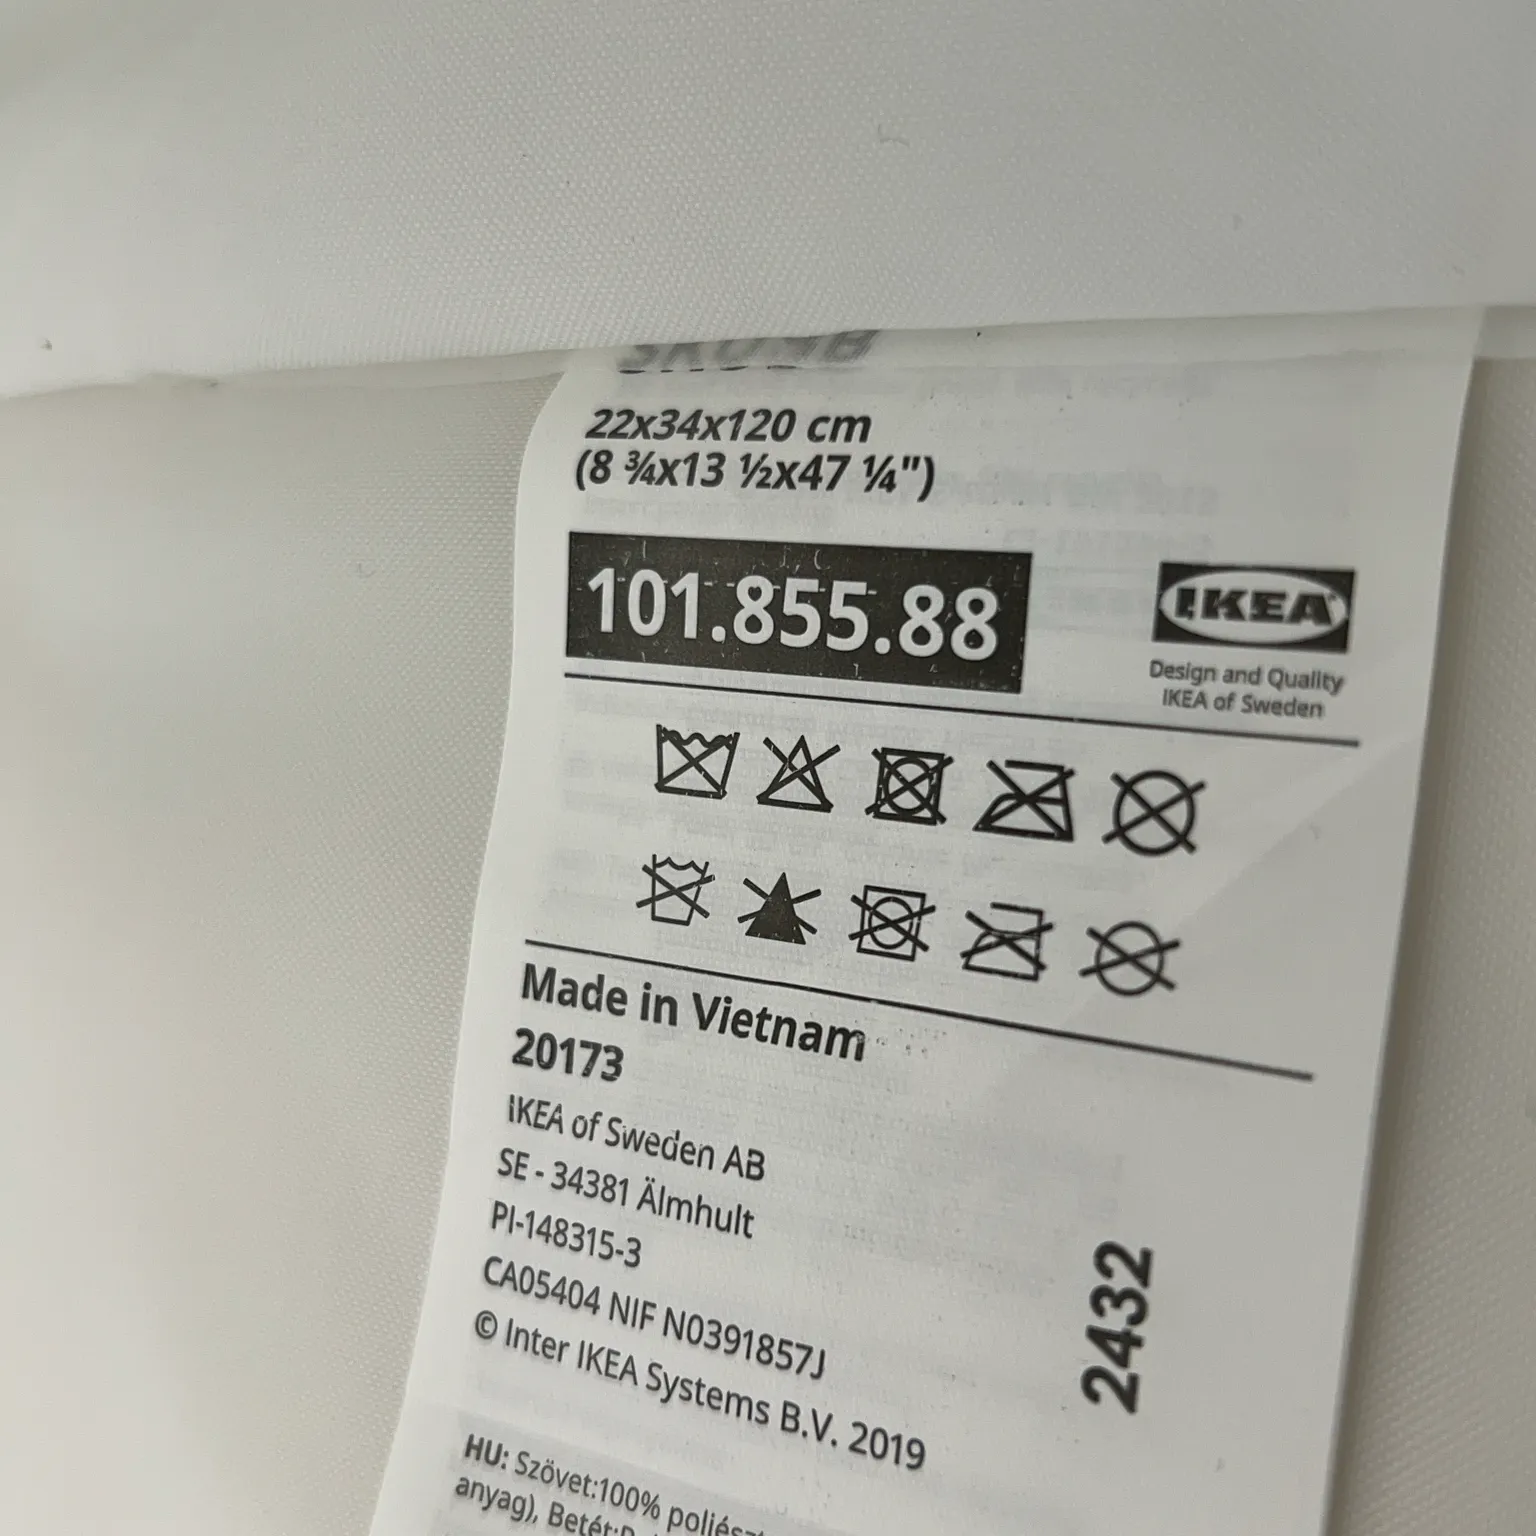 22x34x120 cm
(8 ¾x13 ½x47 ¼")
101.855.88
IKEA
Design and Quality
IKEA of Sweden
Made in Vietnam
20173
IKEA of Sweden AB
SE - 34381 Älmhult
PI-148315-3
CA05404 NIF N0391857J
© Inter IKEA Systems B.V. 2019
2432
HU: Szövet:100%
anyag),